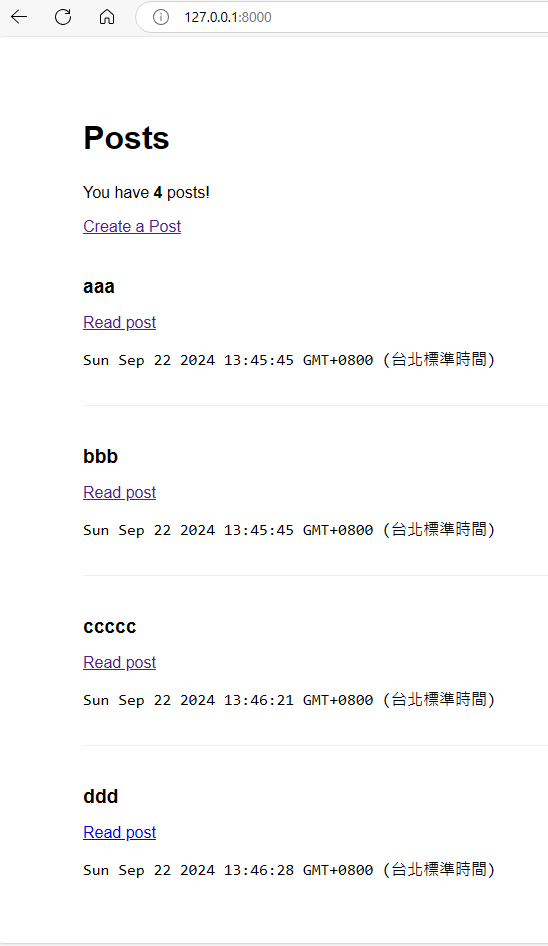 127.0.0.1:8000
Posts
You have 4 posts!
Create a Post
aaa
Read post
Sun Sep 22 2024 13:45:45 GMT+0800 (台北標準時間)
bbb
Read post
Sun Sep 22 2024 13:45:45 GMT+0800 (台北標準時間)
ccccc
Read post
Sun Sep 22 2024 13:46:21 GMT+0800 (台北標準時間)
ddd
Read post
Sun Sep 22 2024 13:46:28 GMT+0800 (台北標準時間)